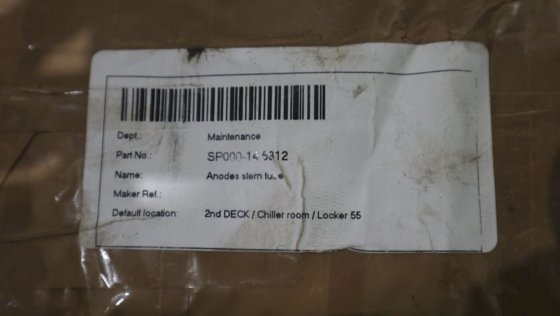 Dept.: Maintenance
Part No.: SP000-14.6312
Name: Anodes stern tube
Maker Ref.:
Default location: 2nd DECK / Chiller room / Locker 55